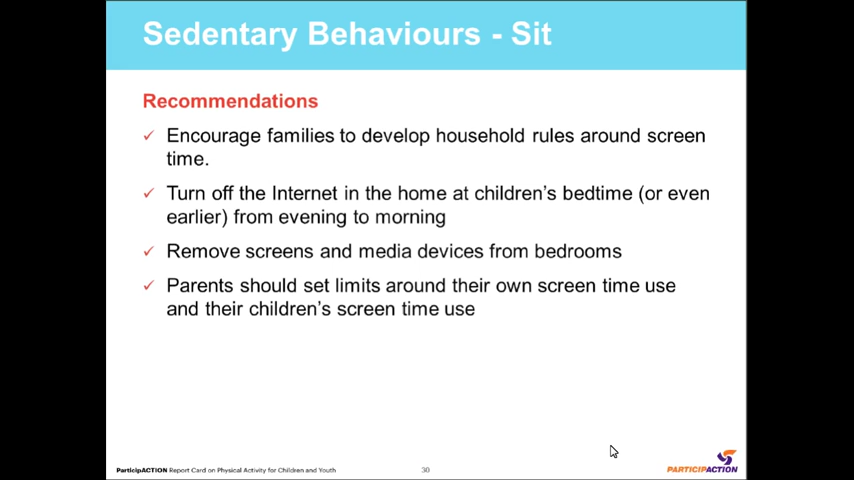 Sedentary Behaviours - Sit
Recommendations
✓ Encourage families to develop household rules around screen
time.
✓ Turn off the Internet in the home at children's bedtime (or even
earlier) from evening to morning
✓ Remove screens and media devices from bedrooms
✓ Parents should set limits around their own screen time use
and their children's screen time use
ParticipACTION Report Card on Physical Activity for Children and Youth
30
PARTICIPACTION